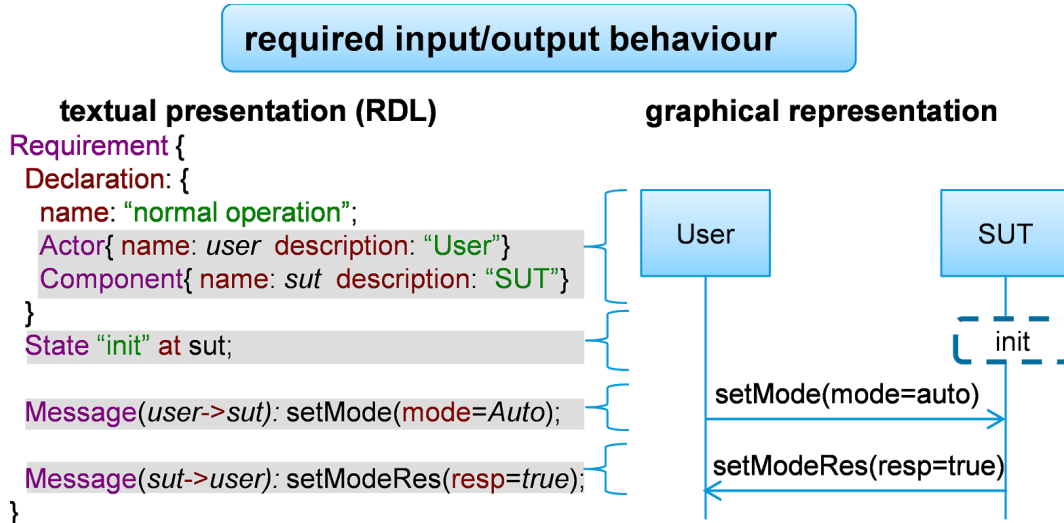 required input/output behaviour
textual presentation (RDL)
Requirement {
Declaration: {
name: “normal operation”;
Actor{ name: user description: “User”}
Component{ name: sut description: “SUT”}
}
State “init” at sut;
Message(user->sut): setMode(mode=Auto);
Message(sut->user): setModeRes(resp=true);
}
graphical representation
User
SUT
init
setMode(mode=auto)
setModeRes(resp=true)